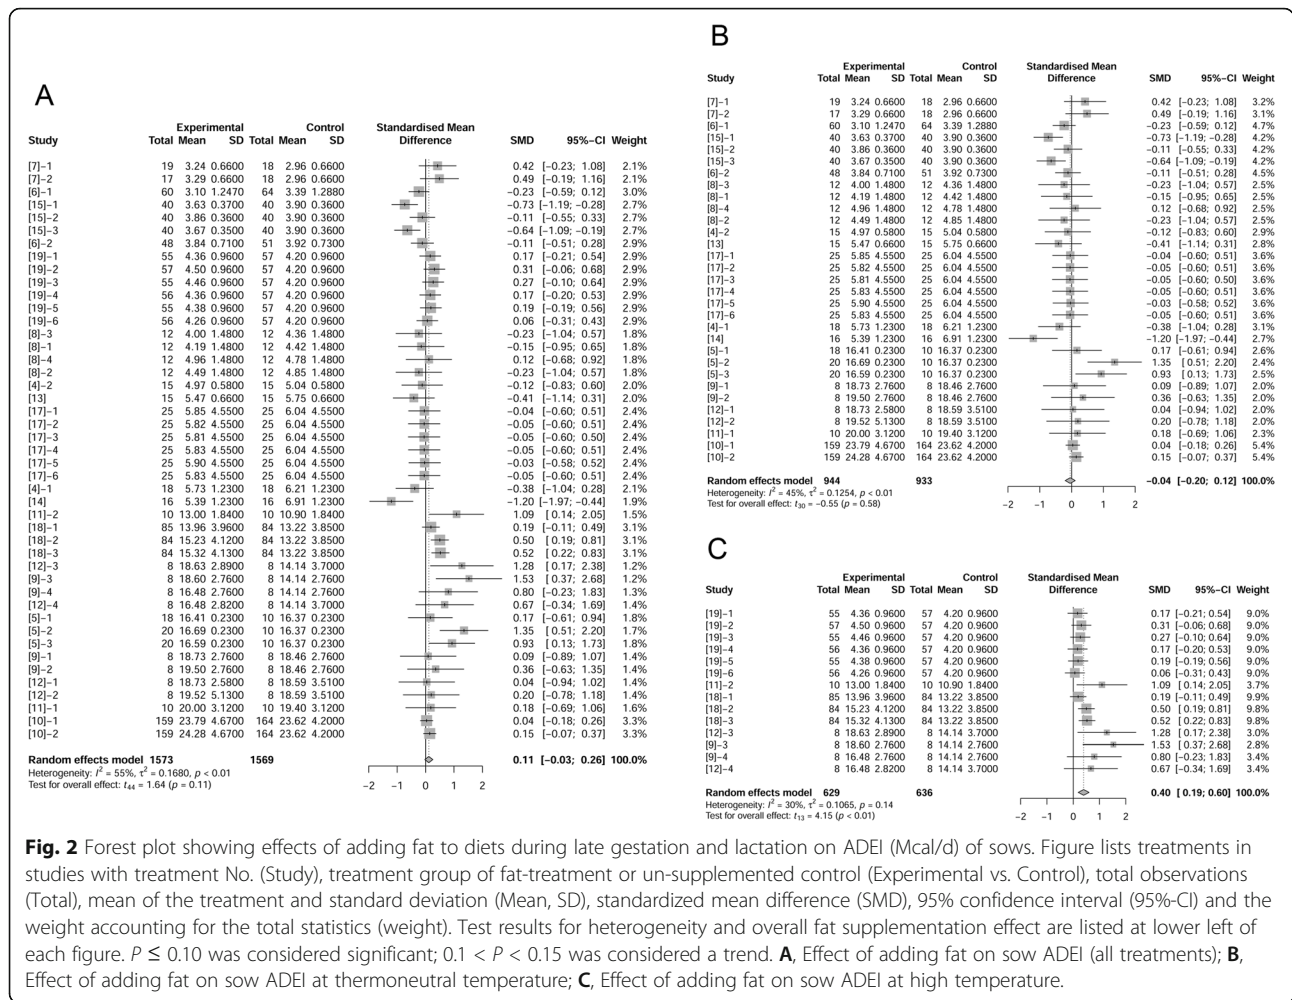 A
Experimental Control Standardised Mean
Study Total Mean SD Total Mean SD Difference SMD 95%-CI Weight
[7]-1 19 3.24 0.6600 18 2.96 0.6600 0.42 [-0.23; 1.08] 2.1%
[7]-2 17 3.29 0.6600 18 2.96 0.6600 0.49 [-0.19; 1.16] 2.1%
[6]-1 60 3.10 1.2470 64 3.39 1.2880 −0.23 [-0.59; 0.12] 3.0%
[15]-1 40 3.63 0.3700 40 3.90 0.3600 −0.73 [-1.19; -0.28] 2.7%
[15]-2 40 3.86 0.3600 40 3.90 0.3600 −0.11 [-0.55; 0.33] 2.7%
[15]-3 40 3.67 0.3500 40 3.90 0.3600 −0.64 [-1.09; -0.19] 2.7%
[6]-2 48 3.84 0.7100 51 3.92 0.7300 −0.11 [-0.51; 0.28] 2.9%
[19]-1 55 4.36 0.9600 57 4.20 0.9600 0.17 [-0.21; 0.54] 2.9%
[19]-2 57 4.50 0.9600 57 4.20 0.9600 0.31 [-0.06; 0.68] 2.9%
[19]-3 55 4.46 0.9600 57 4.20 0.9600 0.27 [-0.10; 0.64] 2.9%
[19]-4 56 4.36 0.9600 57 4.20 0.9600 0.17 [-0.20; 0.53] 2.9%
[19]-5 55 4.38 0.9600 57 4.20 0.9600 0.19 [-0.19; 0.56] 2.9%
[19]-6 56 4.26 0.9600 57 4.20 0.9600 0.06 [-0.31; 0.43] 2.9%
[8]-3 12 4.00 1.4800 12 4.36 1.4800 −0.23 [-1.04; 0.57] 1.8%
[8]-1 12 4.19 1.4800 12 4.42 1.4800 −0.15 [-0.95; 0.65] 1.8%
[8]-4 12 4.96 1.4800 12 4.78 1.4800 0.12 [-0.68; 0.92] 1.8%
[8]-2 12 4.49 1.4800 12 4.85 1.4800 −0.23 [-1.04; 0.57] 1.8%
[4]-2 15 4.97 0.5800 15 5.04 0.5800 −0.12 [-0.83; 0.60] 2.0%
[13] 15 5.47 0.6600 15 5.75 0.6600 −0.41 [-1.14; 0.31] 2.0%
[17]-1 25 5.85 4.5500 25 6.04 4.5500 −0.04 [-0.60; 0.51] 2.4%
[17]-2 25 5.82 4.5500 25 6.04 4.5500 −0.05 [-0.60; 0.51] 2.4%
[17]-3 25 5.81 4.5500 25 6.04 4.5500 −0.05 [-0.60; 0.50] 2.4%
[17]-4 25 5.83 4.5500 25 6.04 4.5500 −0.05 [-0.60; 0.51] 2.4%
[17]-5 25 5.90 4.5500 25 6.04 4.5500 −0.03 [-0.58; 0.52] 2.4%
[17]-6 25 5.83 4.5500 25 6.04 4.5500 −0.05 [-0.60; 0.51] 2.4%
[4]-1 18 5.73 1.2300 18 6.21 1.2300 −0.38 [-1.04; 0.28] 2.1%
[14] 16 5.39 1.2300 16 6.91 1.2300 −1.20 [-1.97; -0.44] 1.9%
[11]-2 10 13.00 1.8400 10 10.90 1.8400 1.09 [ 0.14; 2.05] 1.5%
[18]-1 85 13.96 3.9600 84 13.22 3.8500 0.19 [-0.11; 0.49] 3.1%
[18]-2 84 15.23 4.1200 84 13.22 3.8500 0.50 [ 0.19; 0.81] 3.1%
[18]-3 84 15.32 4.1300 84 13.22 3.8500 0.52 [ 0.22; 0.83] 3.1%
[12]-3 8 18.63 2.8900 8 14.14 3.7000 1.28 [ 0.17; 2.38] 1.2%
[9]-3 8 18.60 2.7600 8 14.14 2.7600 1.53 [ 0.37; 2.68] 1.2%
[9]-4 8 16.48 2.7600 8 14.14 2.7600 0.80 [-0.23; 1.83] 1.4%
[12]-4 8 16.48 2.8200 8 14.14 3.7000 0.67 [-0.34; 1.69] 1.4%
[5]-1 18 16.41 0.2300 10 16.37 0.2300 0.17 [-0.61; 0.94] 1.8%
[5]-2 20 16.69 0.2300 10 16.37 0.2300 1.35 [ 0.51; 2.20] 1.7%
[5]-3 20 16.59 0.2300 10 16.37 0.2300 0.93 [ 0.13; 1.73] 1.8%
[9]-1 8 18.73 2.7600 8 18.46 2.7600 0.09 [-0.89; 1.07] 1.4%
[9]-2 8 19.50 2.7600 8 18.46 2.7600 0.36 [-0.63; 1.35] 1.4%
[12]-1 8 18.73 2.5800 8 18.59 3.5100 0.04 [-0.94; 1.02] 1.4%
[12]-2 8 19.52 5.1300 8 18.59 3.5100 0.20 [-0.78; 1.18] 1.4%
[11]-1 10 20.00 3.1200 10 19.40 3.1200 0.18 [-0.69; 1.06] 1.6%
[10]-1 159 23.79 4.6700 164 23.62 4.2000 0.04 [-0.18; 0.26] 3.3%
[10]-2 159 24.28 4.6700 164 23.62 4.2000 0.15 [-0.07; 0.37] 3.3%
Random effects model 1573 1569 0.11 [-0.03; 0.26] 100.0%
Heterogeneity: I² = 55%, τ² = 0.1680, p < 0.01
Test for overall effect: t₄₄ = 1.64 (p = 0.11)
−2 −1 0 1 2
B
Experimental Control Standardised Mean
Study Total Mean SD Total Mean SD Difference SMD 95%-CI Weight
[7]-1 19 3.24 0.6600 18 2.96 0.6600 0.42 [-0.23; 1.08] 3.2%
[7]-2 17 3.29 0.6600 18 2.96 0.6600 0.49 [-0.19; 1.16] 3.1%
[6]-1 60 3.10 1.2470 64 3.39 1.2880 −0.23 [-0.59; 0.12] 4.7%
[15]-1 40 3.63 0.3700 40 3.90 0.3600 −0.73 [-1.19; -0.28] 4.2%
[15]-2 40 3.86 0.3600 40 3.90 0.3600 −0.11 [-0.55; 0.33] 4.2%
[15]-3 40 3.67 0.3500 40 3.90 0.3600 −0.64 [-1.09; -0.19] 4.2%
[6]-2 48 3.84 0.7100 51 3.92 0.7300 −0.11 [-0.51; 0.28] 4.5%
[8]-3 12 4.00 1.4800 12 4.36 1.4800 −0.23 [-1.04; 0.57] 2.5%
[8]-1 12 4.19 1.4800 12 4.42 1.4800 −0.15 [-0.95; 0.65] 2.5%
[8]-4 12 4.96 1.4800 12 4.78 1.4800 0.12 [-0.68; 0.92] 2.5%
[8]-2 12 4.49 1.4800 12 4.85 1.4800 −0.23 [-1.04; 0.57] 2.5%
[4]-2 15 4.97 0.5800 15 5.04 0.5800 −0.12 [-0.83; 0.60] 2.9%
[13] 15 5.47 0.6600 15 5.75 0.6600 −0.41 [-1.14; 0.31] 2.8%
[17]-1 25 5.85 4.5500 25 6.04 4.5500 −0.04 [-0.60; 0.51] 3.6%
[17]-2 25 5.82 4.5500 25 6.04 4.5500 −0.05 [-0.60; 0.51] 3.6%
[17]-3 25 5.81 4.5500 25 6.04 4.5500 −0.05 [-0.60; 0.50] 3.6%
[17]-4 25 5.83 4.5500 25 6.04 4.5500 −0.05 [-0.60; 0.51] 3.6%
[17]-5 25 5.90 4.5500 25 6.04 4.5500 −0.03 [-0.58; 0.52] 3.6%
[17]-6 25 5.83 4.5500 25 6.04 4.5500 −0.05 [-0.60; 0.51] 3.6%
[4]-1 18 5.73 1.2300 18 6.21 1.2300 −0.38 [-1.04; 0.28] 3.1%
[14] 16 5.39 1.2300 16 6.91 1.2300 −1.20 [-1.97; -0.44] 2.7%
[5]-1 18 16.41 0.2300 10 16.37 0.2300 0.17 [-0.61; 0.94] 2.6%
[5]-2 20 16.69 0.2300 10 16.37 0.2300 1.35 [ 0.51; 2.20] 2.4%
[5]-3 20 16.59 0.2300 10 16.37 0.2300 0.93 [ 0.13; 1.73] 2.5%
[9]-1 8 18.73 2.7600 8 18.46 2.7600 0.09 [-0.89; 1.07] 2.0%
[9]-2 8 19.50 2.7600 8 18.46 2.7600 0.36 [-0.63; 1.35] 2.0%
[12]-1 8 18.73 2.5800 8 18.59 3.5100 0.04 [-0.94; 1.02] 2.0%
[12]-2 8 19.52 5.1300 8 18.59 3.5100 0.20 [-0.78; 1.18] 2.0%
[11]-1 10 20.00 3.1200 10 19.40 3.1200 0.18 [-0.69; 1.06] 2.3%
[10]-1 159 23.79 4.6700 164 23.62 4.2000 0.04 [-0.18; 0.26] 5.4%
[10]-2 159 24.28 4.6700 164 23.62 4.2000 0.15 [-0.07; 0.37] 5.4%
Random effects model 944 933 −0.04 [-0.20; 0.12] 100.0%
Heterogeneity: I² = 45%, τ² = 0.1254, p < 0.01
Test for overall effect: t₃₀ = −0.55 (p = 0.58)
−2 −1 0 1 2
C
Experimental Control Standardised Mean
Study Total Mean SD Total Mean SD Difference SMD 95%-CI Weight
[19]-1 55 4.36 0.9600 57 4.20 0.9600 0.17 [-0.21; 0.54] 9.0%
[19]-2 57 4.50 0.9600 57 4.20 0.9600 0.31 [-0.06; 0.68] 9.0%
[19]-3 55 4.46 0.9600 57 4.20 0.9600 0.27 [-0.10; 0.64] 9.0%
[19]-4 56 4.36 0.9600 57 4.20 0.9600 0.17 [-0.20; 0.53] 9.0%
[19]-5 55 4.38 0.9600 57 4.20 0.9600 0.19 [-0.19; 0.56] 9.0%
[19]-6 56 4.26 0.9600 57 4.20 0.9600 0.06 [-0.31; 0.43] 9.0%
[11]-2 10 13.00 1.8400 10 10.90 1.8400 1.09 [ 0.14; 2.05] 3.7%
[18]-1 85 13.96 3.9600 84 13.22 3.8500 0.19 [-0.11; 0.49] 9.9%
[18]-2 84 15.23 4.1200 84 13.22 3.8500 0.50 [ 0.19; 0.81] 9.8%
[18]-3 84 15.32 4.1300 84 13.22 3.8500 0.52 [ 0.22; 0.83] 9.8%
[12]-3 8 18.63 2.8900 8 14.14 3.7000 1.28 [ 0.17; 2.38] 3.0%
[9]-3 8 18.60 2.7600 8 14.14 2.7600 1.53 [ 0.37; 2.68] 2.8%
[9]-4 8 16.48 2.7600 8 14.14 2.7600 0.80 [-0.23; 1.83] 3.4%
[12]-4 8 16.48 2.8200 8 14.14 3.7000 0.67 [-0.34; 1.69] 3.4%
Random effects model 629 636 0.40 [ 0.19; 0.60] 100.0%
Heterogeneity: I² = 30%, τ² = 0.1065, p = 0.14
Test for overall effect: t₁₃ = 4.15 (p < 0.01)
−2 −1 0 1 2
Fig. 2 Forest plot showing effects of adding fat to diets during late gestation and lactation on ADEI (Mcal/d) of sows. Figure lists treatments in
studies with treatment No. (Study), treatment group of fat-treatment or un-supplemented control (Experimental vs. Control), total observations
(Total), mean of the treatment and standard deviation (Mean, SD), standardized mean difference (SMD), 95% confidence interval (95%-CI) and the
weight accounting for the total statistics (weight). Test results for heterogeneity and overall fat supplementation effect are listed at lower left of
each figure. P ≤ 0.10 was considered significant; 0.1 < P < 0.15 was considered a trend. A, Effect of adding fat on sow ADEI (all treatments); B,
Effect of adding fat on sow ADEI at thermoneutral temperature; C, Effect of adding fat on sow ADEI at high temperature.